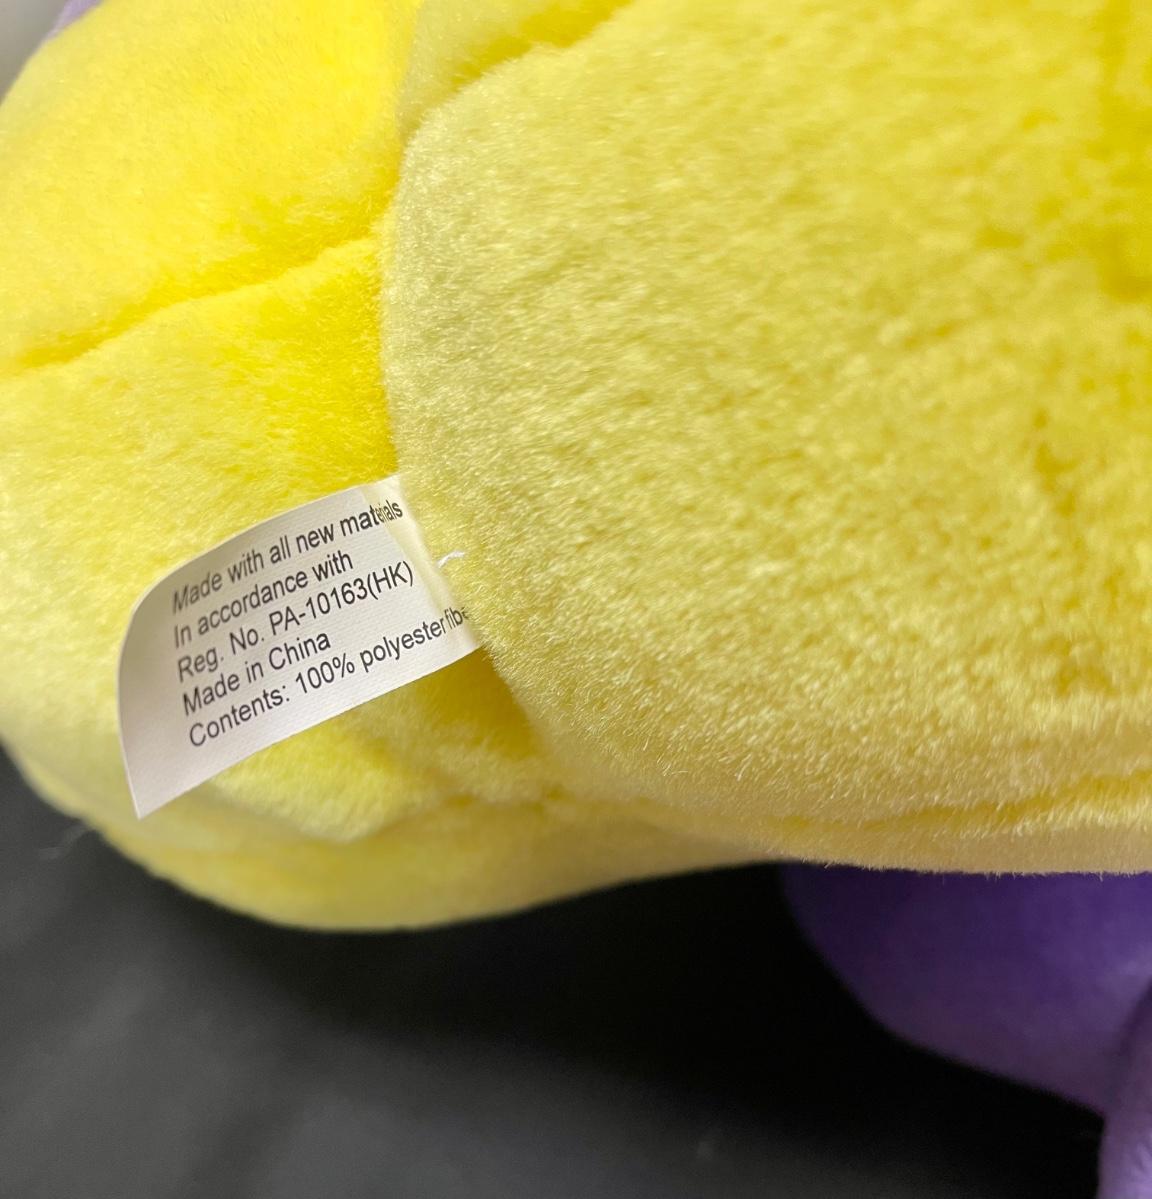 Made with all new materials
In accordance with
Reg. No. PA-10163(HK)
Made in China
Contents: 100% polyester